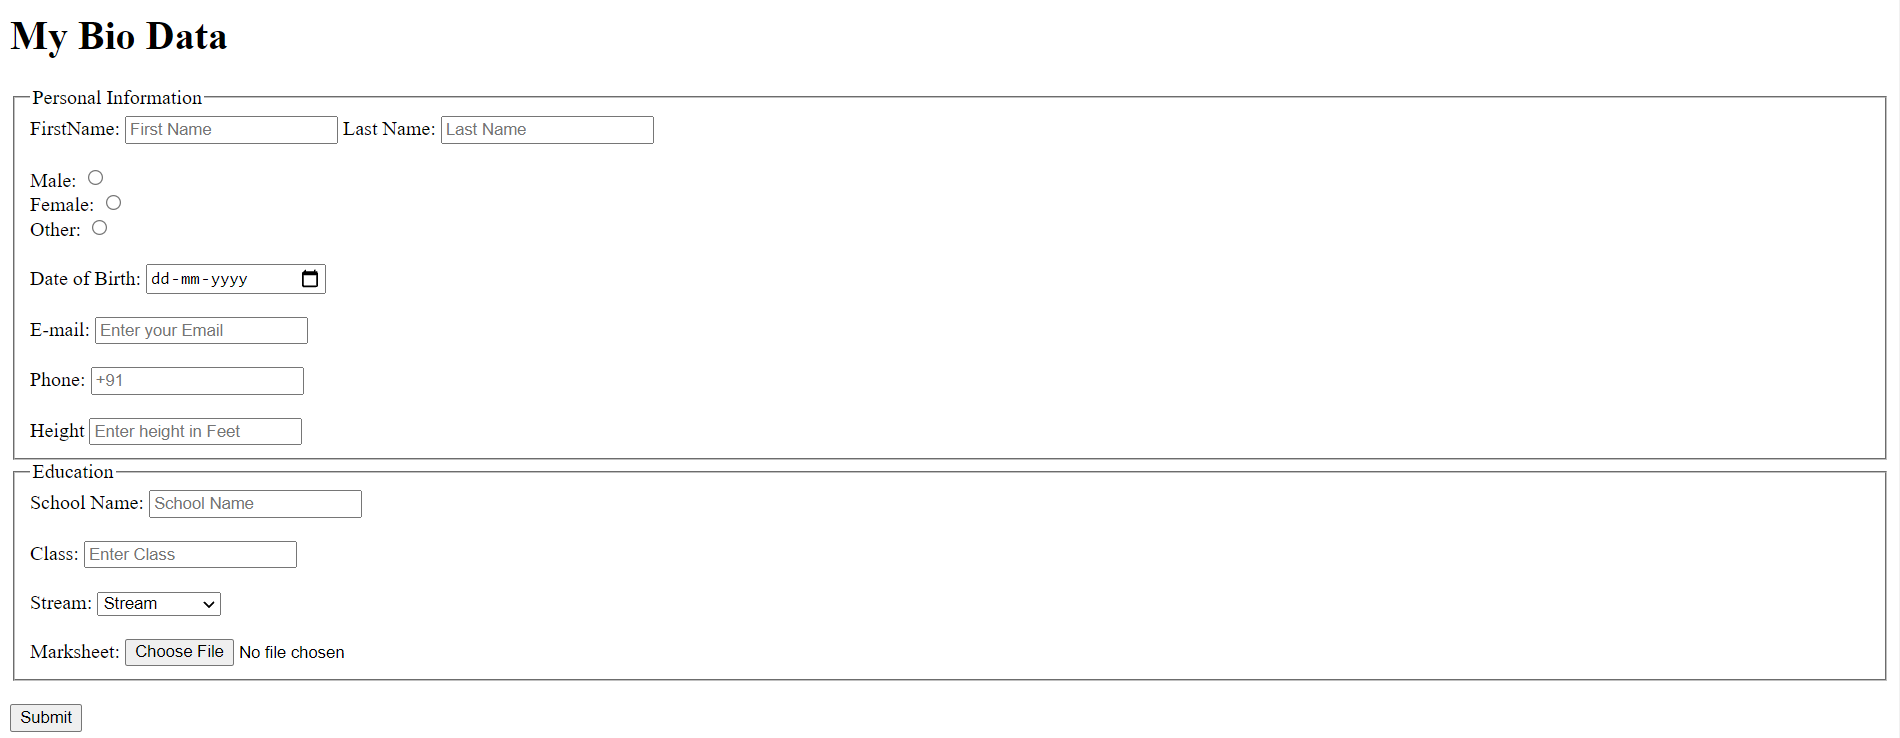 My Bio Data
Personal Information
FirstName: First Name Last Name: Last Name
Male:
Female:
Other:
Date of Birth: dd-mm-yyyy
E-mail: Enter your Email
Phone: +91
Height Enter height in Feet
Education
School Name: School Name
Class: Enter Class
Stream: Stream
Marksheet: Choose File No file chosen
Submit